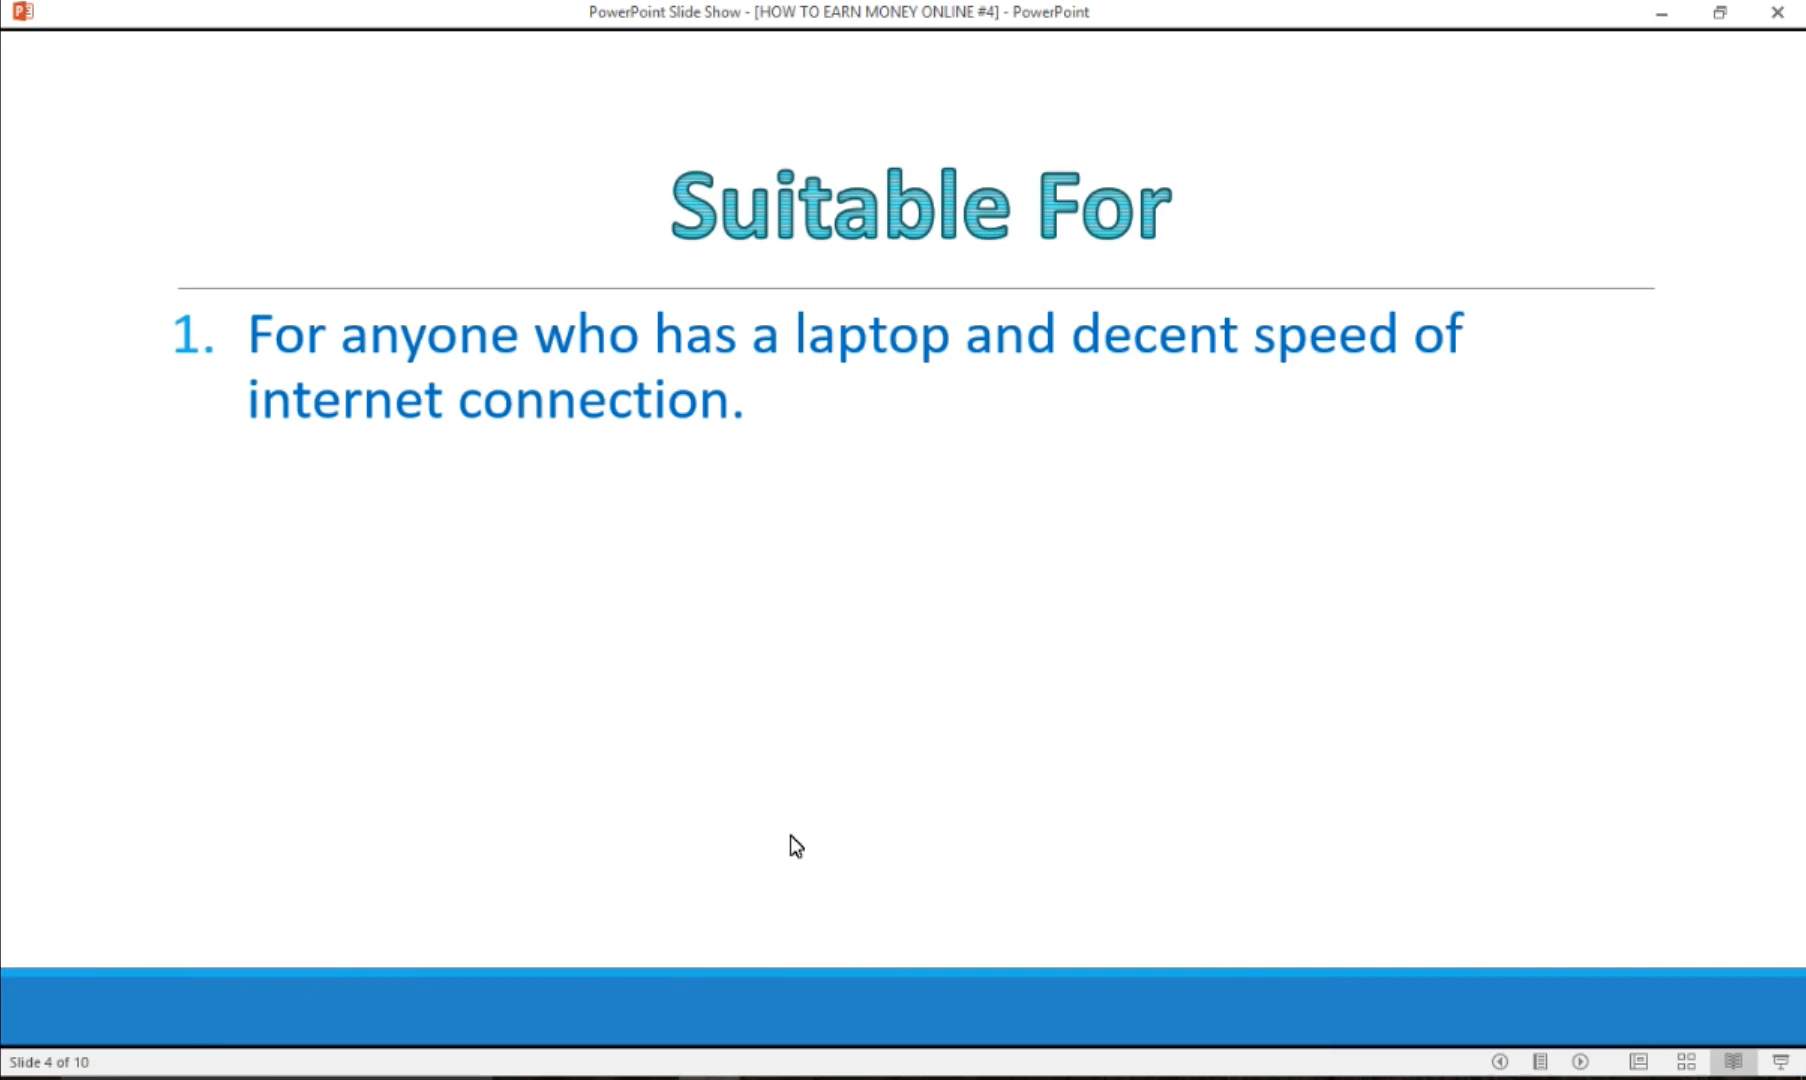 PowerPoint Slide Show - [HOW TO EARN MONEY ONLINE #4] - PowerPoint
Suitable For
1. For anyone who has a laptop and decent speed of
internet connection.
Slide 4 of 10